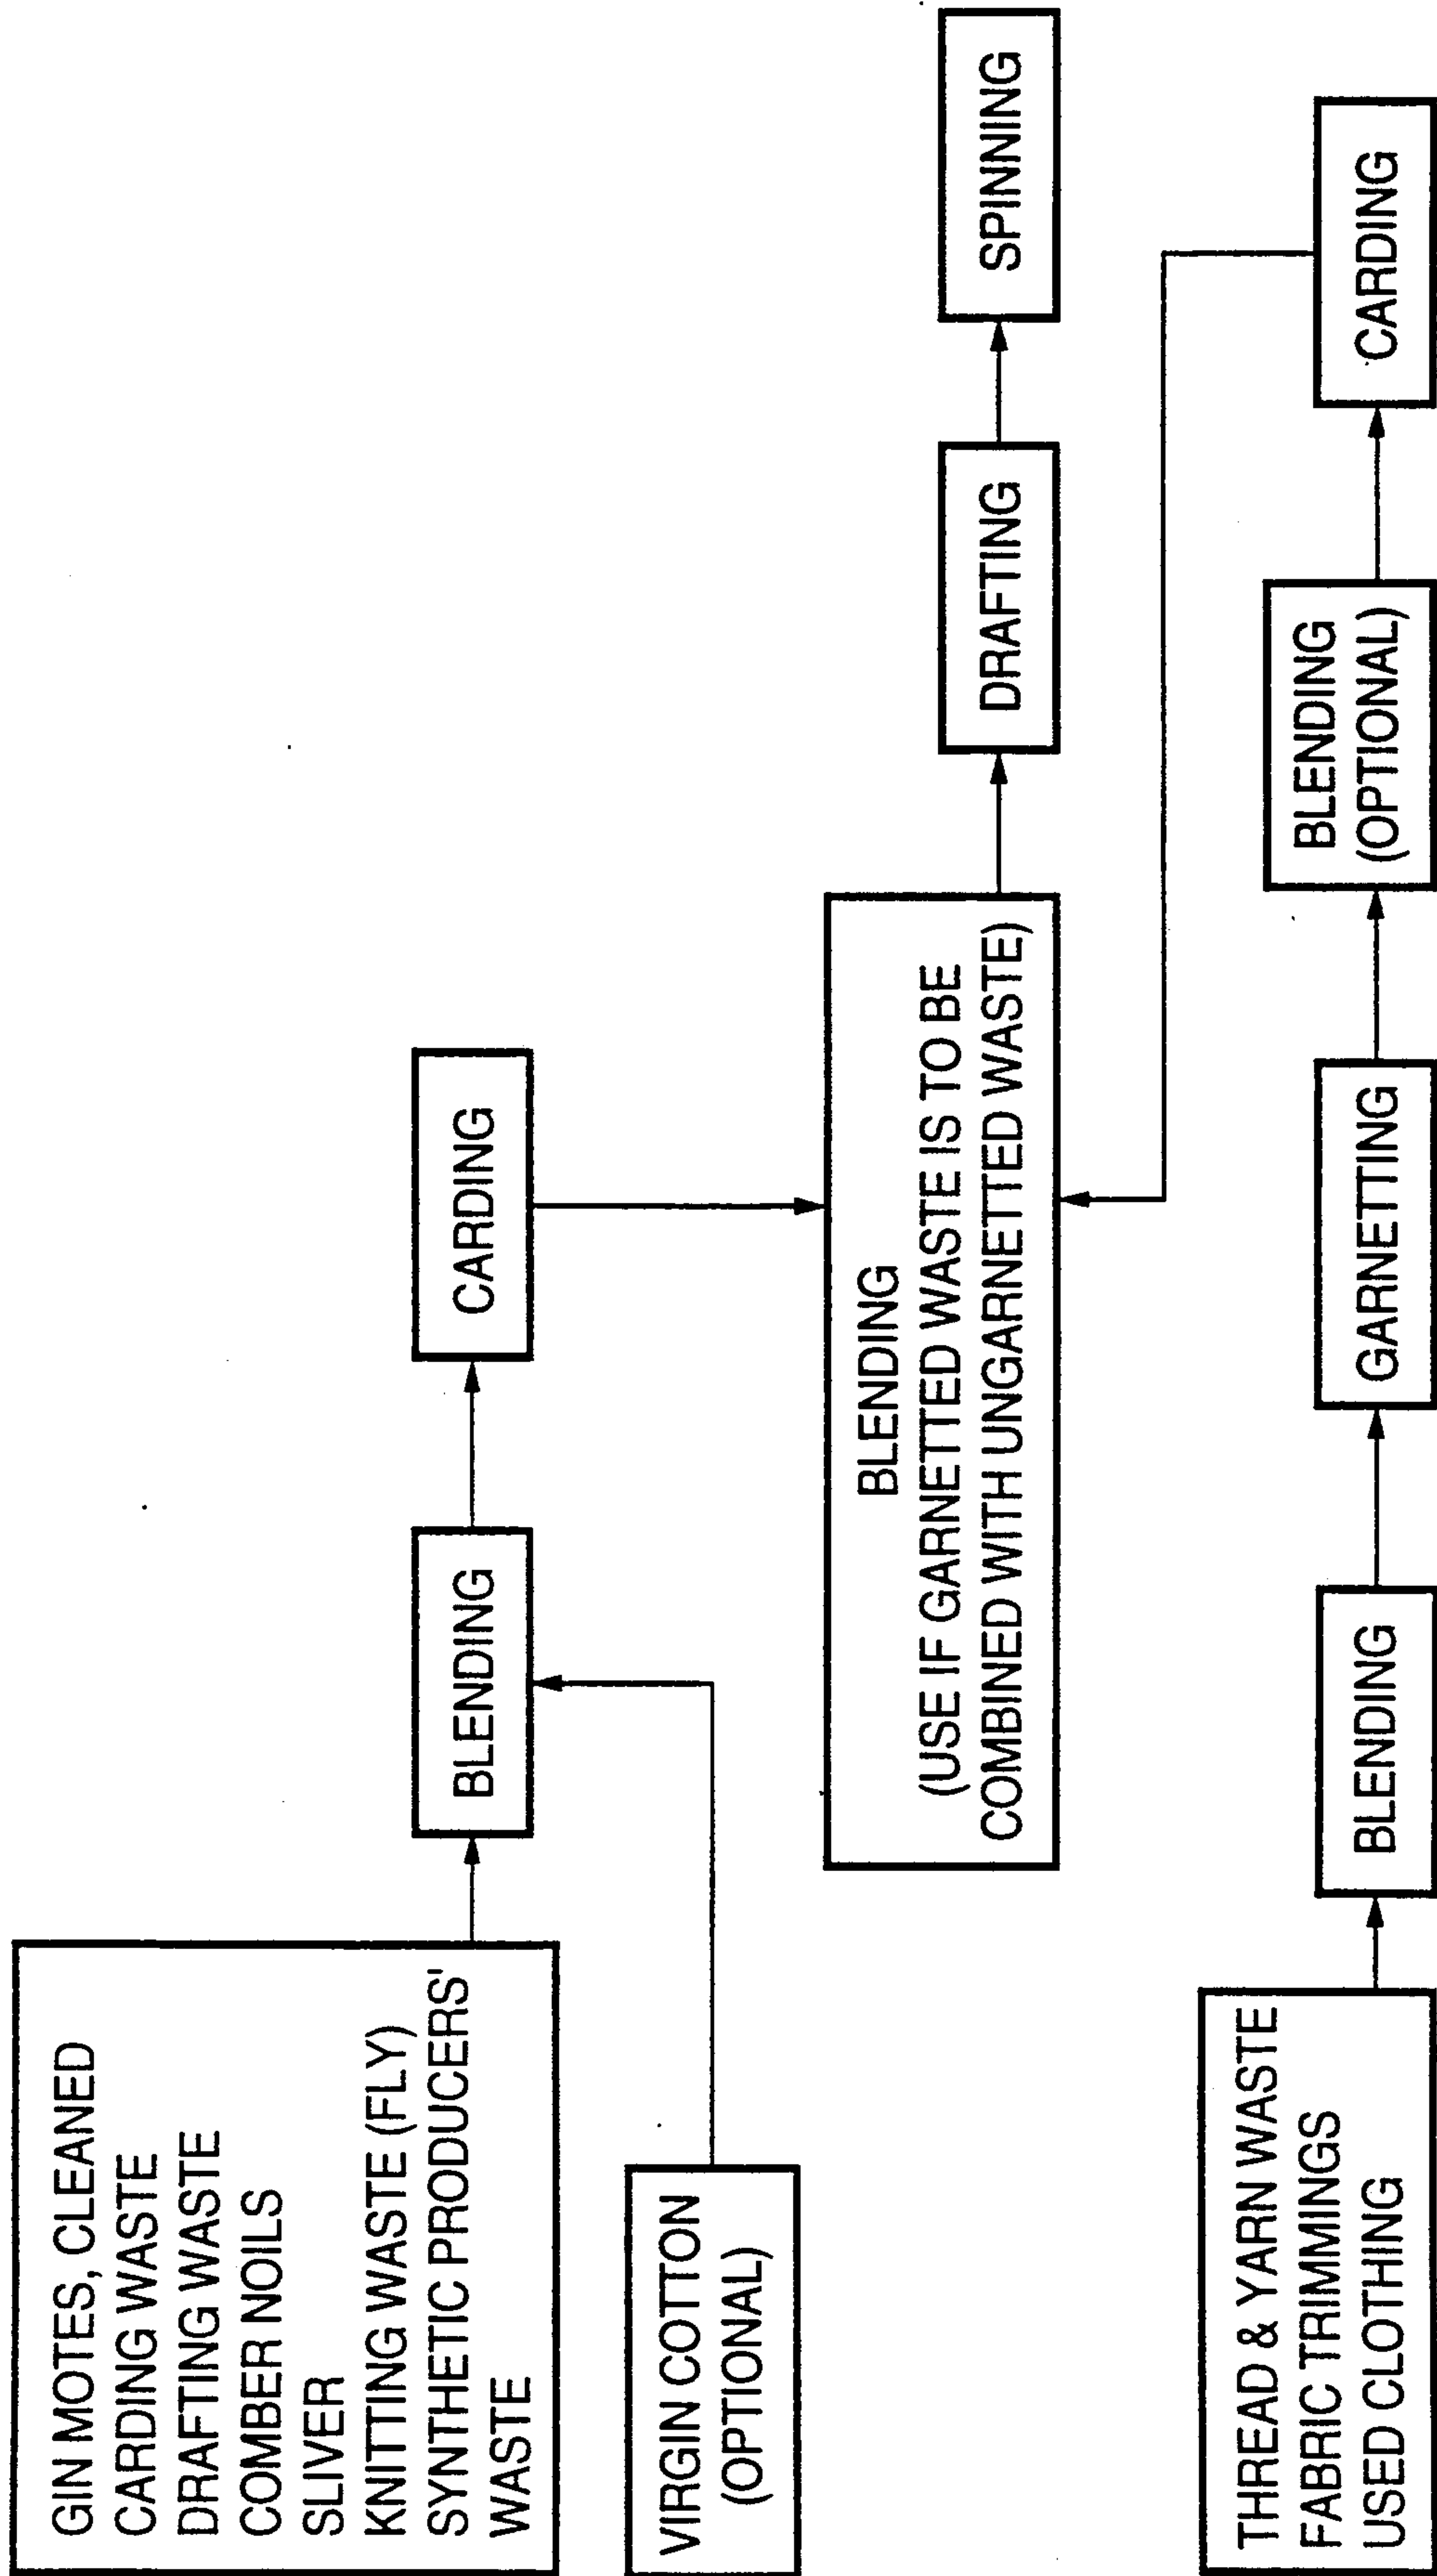 GIN MOTES, CLEANED
CARDING WASTE
DRAFTING WASTE
COMBER NOILS
SLIVER
KNITTING WASTE (FLY)
SYNTHETIC PRODUCERS'
WASTE
BLENDING
CARDING
VIRGIN COTTON
(OPTIONAL)
BLENDING
(USE IF GARNETTED WASTE IS TO BE
COMBINED WITH UNGARNETTED WASTE)
DRAFTING
SPINNING
THREAD & YARN WASTE
FABRIC TRIMMINGS
USED CLOTHING
BLENDING
GARNETTING
BLENDING
(OPTIONAL)
CARDING